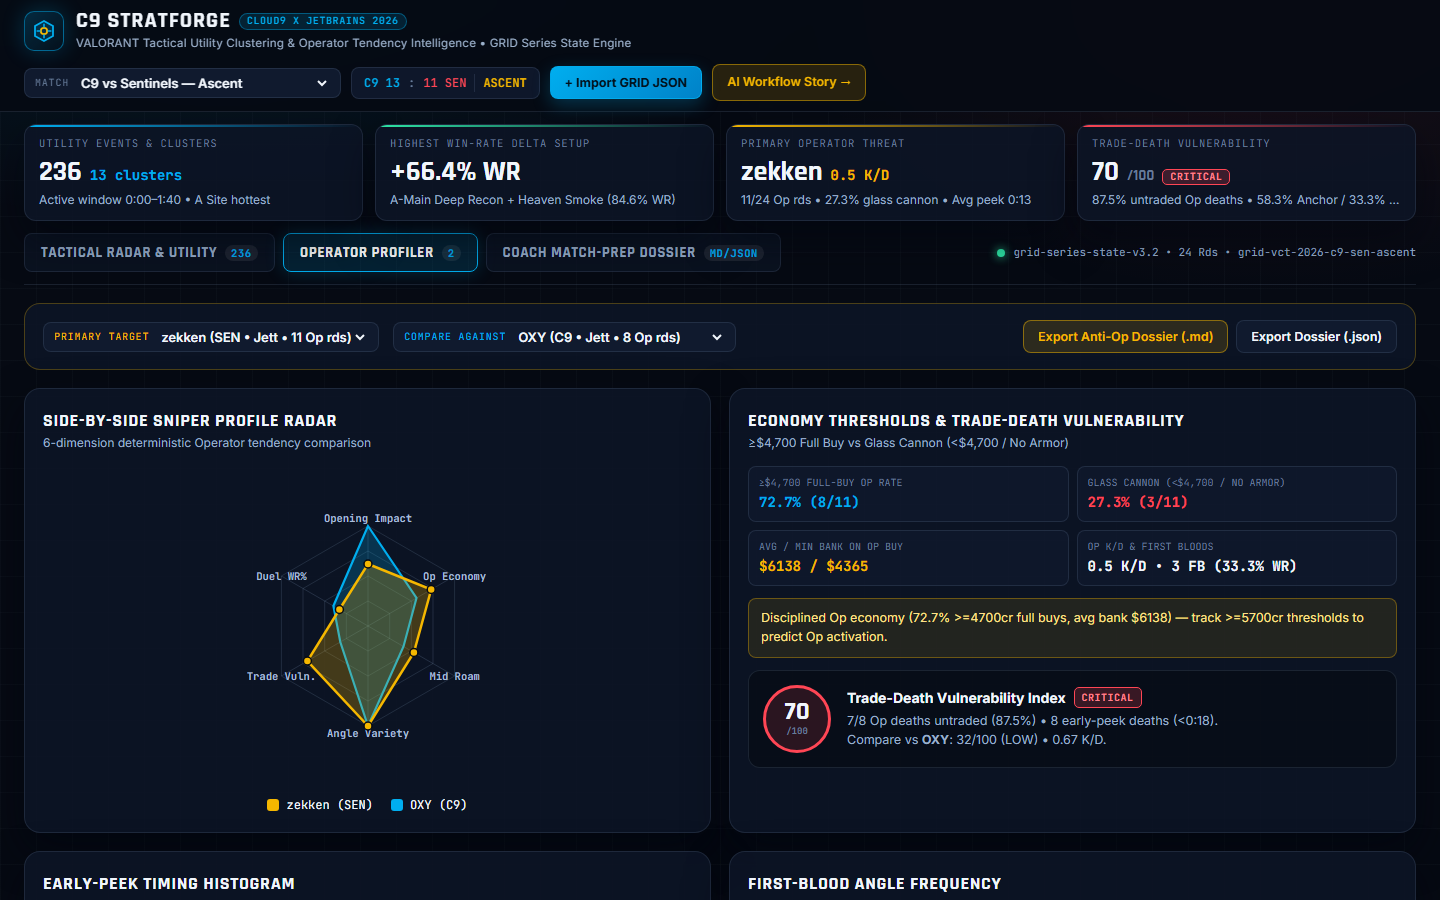 C9 STRATFORGE CLOUD9 X JETBRAINS 2026
VALORANT Tactical Utility Clustering & Operator Tendency Intelligence • GRID Series State Engine
MATCH C9 vs Sentinels — Ascent
C9 13 : 11 SEN ASCENT
+ Import GRID JSON
AI Workflow Story →
UTILITY EVENTS & CLUSTERS
236 13 clusters
Active window 0:00–1:40 • A Site hottest
HIGHEST WIN-RATE DELTA SETUP
+66.4% WR
A-Main Deep Recon + Heaven Smoke (84.6% WR)
PRIMARY OPERATOR THREAT
zekken 0.5 K/D
11/24 Op rds • 27.3% glass cannon • Avg peek 0:13
TRADE-DEATH VULNERABILITY
70 /100 CRITICAL
87.5% untraded Op deaths • 58.3% Anchor / 33.3% ...
TACTICAL RADAR & UTILITY 236
OPERATOR PROFILER 2
COACH MATCH-PREP DOSSIER MD/JSON
grid-series-state-v3.2 • 24 Rds • grid-vct-2026-c9-sen-ascent
PRIMARY TARGET zekken (SEN • Jett • 11 Op rds)
COMPARE AGAINST OXY (C9 • Jett • 8 Op rds)
Export Anti-Op Dossier (.md)
Export Dossier (.json)
SIDE-BY-SIDE SNIPER PROFILE RADAR
6-dimension deterministic Operator tendency comparison
Opening Impact
Duel WR%
Op Economy
Trade Vuln.
Mid Roam
Angle Variety
zekken (SEN)
OXY (C9)
ECONOMY THRESHOLDS & TRADE-DEATH VULNERABILITY
≥$4,700 Full Buy vs Glass Cannon (<$4,700 / No Armor)
≥$4,700 FULL-BUY OP RATE
72.7% (8/11)
GLASS CANNON (<$4,700 / NO ARMOR)
27.3% (3/11)
AVG / MIN BANK ON OP BUY
$6138 / $4365
OP K/D & FIRST BLOODS
0.5 K/D • 3 FB (33.3% WR)
Disciplined Op economy (72.7% >=4700cr full buys, avg bank $6138) — track >=5700cr thresholds to
predict Op activation.
70
/100
Trade-Death Vulnerability Index CRITICAL
7/8 Op deaths untraded (87.5%) • 8 early-peek deaths (<0:18).
Compare vs OXY: 32/100 (LOW) • 0.67 K/D.
EARLY-PEEK TIMING HISTOGRAM
FIRST-BLOOD ANGLE FREQUENCY